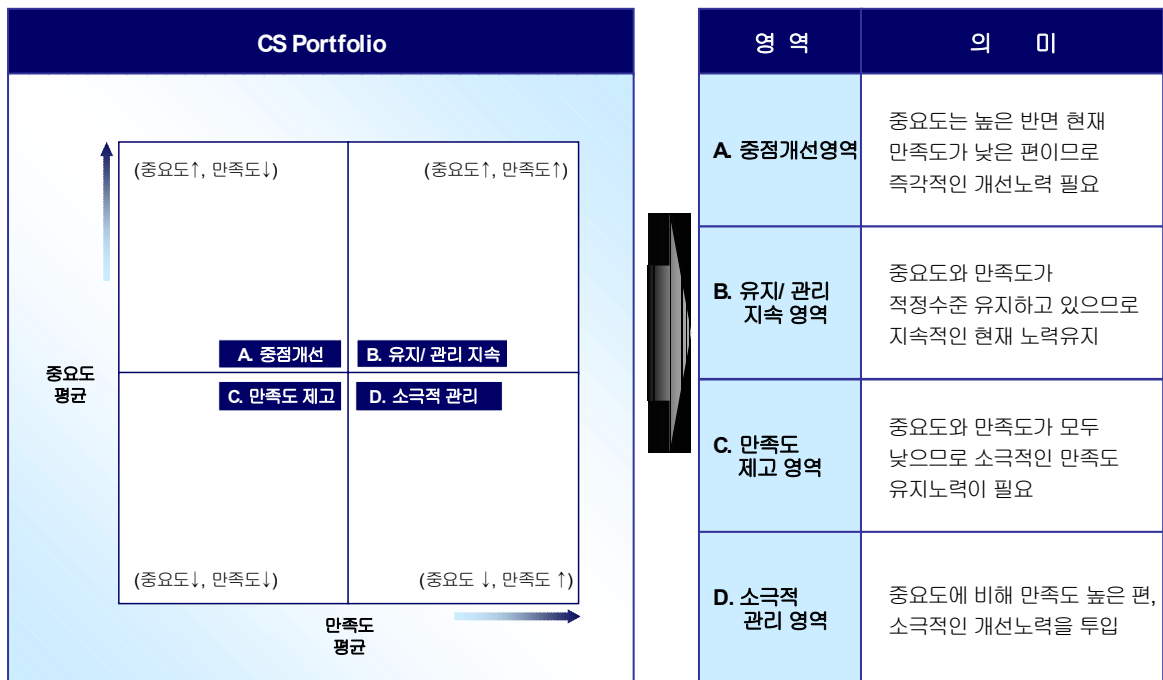 CS Portfolio
(중요도↑, 만족도↓)
(중요도↑, 만족도↑)
A. 중점개선
B. 유지/ 관리 지속
중요도
평균
C. 만족도 제고
D. 소극적 관리
(중요도↓, 만족도↓)
(중요도 ↓, 만족도 ↑)
만족도
평균
영 역
의 미
A. 중점개선영역
중요도는 높은 반면 현재
만족도가 낮은 편이므로
즉각적인 개선노력 필요
B. 유지/ 관리
지속 영역
중요도와 만족도가
적정수준 유지하고 있으므로
지속적인 현재 노력유지
C. 만족도
제고 영역
중요도와 만족도가 모두
낮으므로 소극적인 만족도
유지노력이 필요
D. 소극적
관리 영역
중요도에 비해 만족도 높은 편,
소극적인 개선노력을 투입